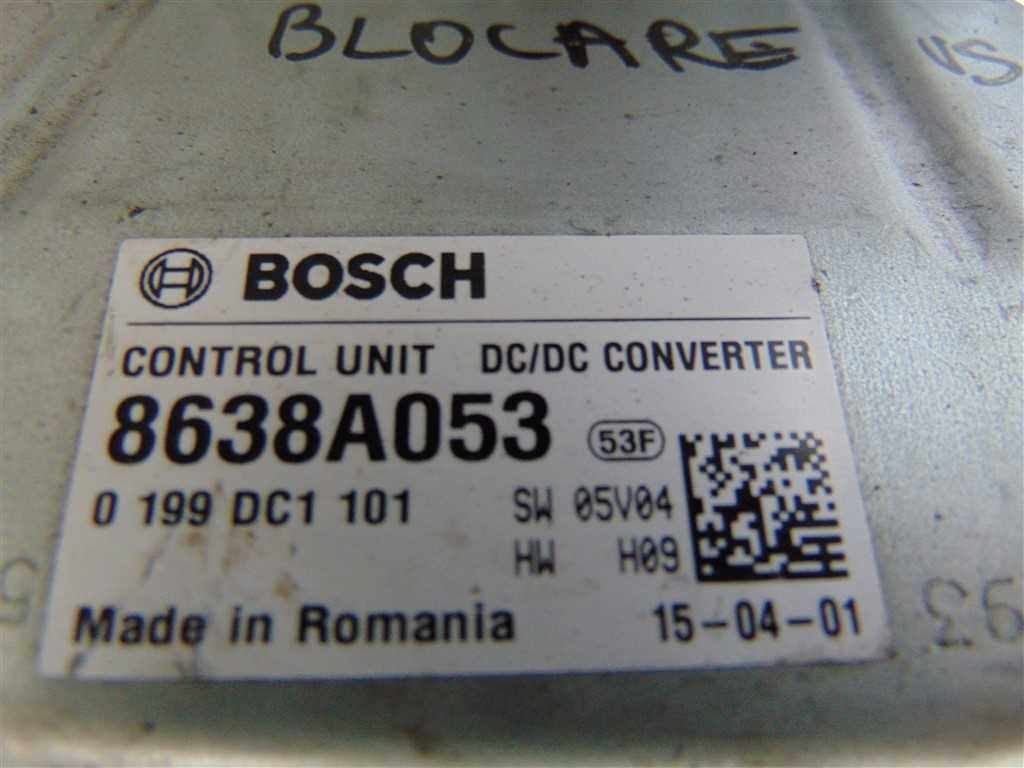 BLOCARE VS
BOSCH
CONTROL UNIT DC/DC CONVERTER
8638A053 53F
0 199 DC1 101 SW 05V04
HW H09
Made in Romania 15-04-01